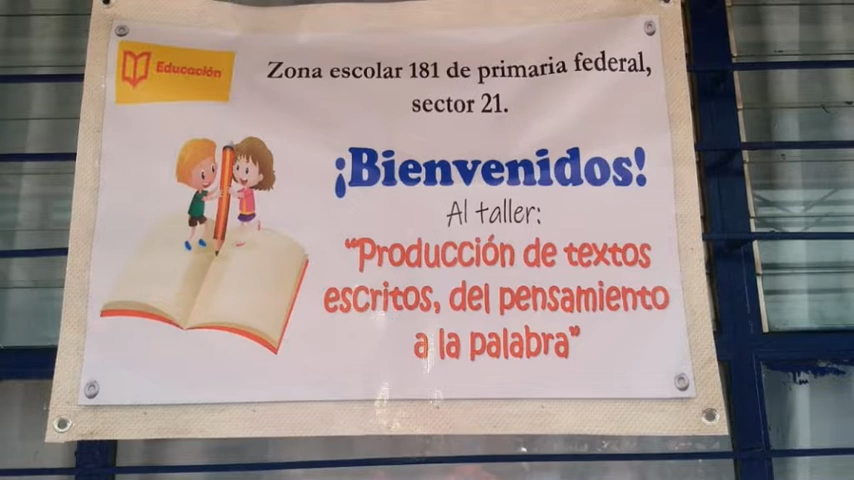 Educación
Zona escolar 181 de primaria federal,
sector 21.
¡Bienvenidos!
Al taller:
"Producción de textos
escritos, del pensamiento
a la palabra"